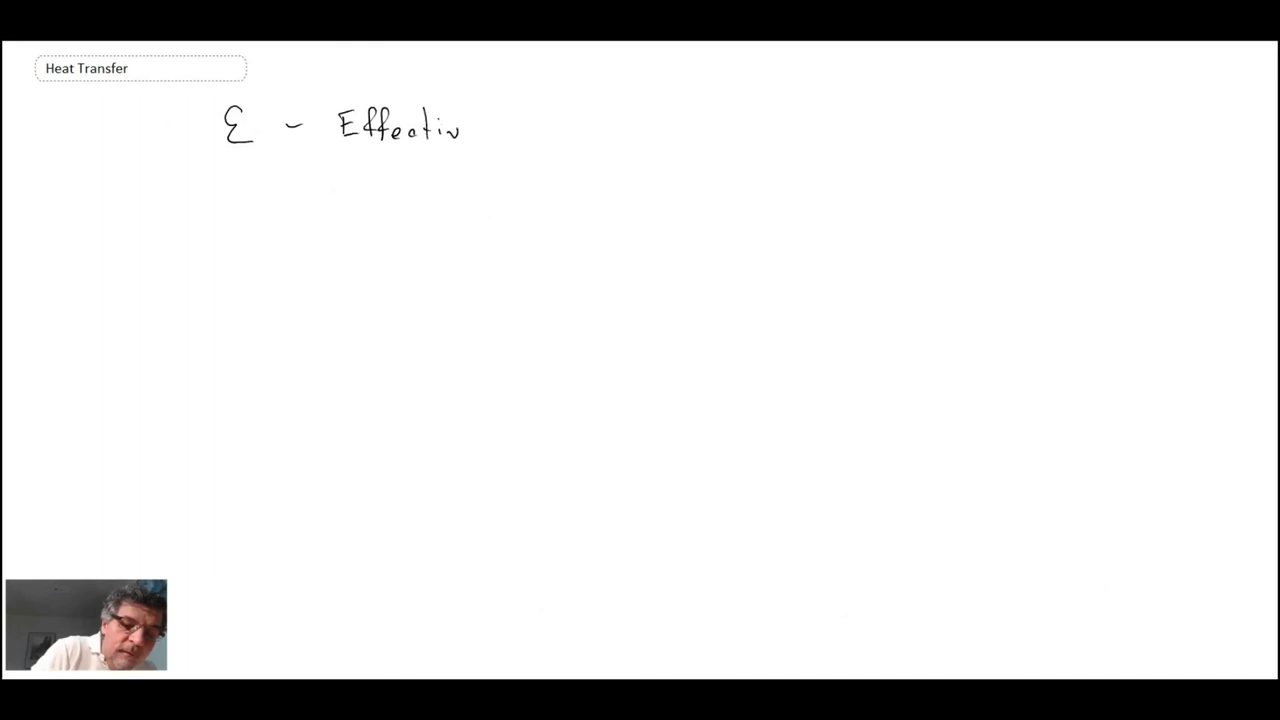 Heat Transfer
ε - Effectiv